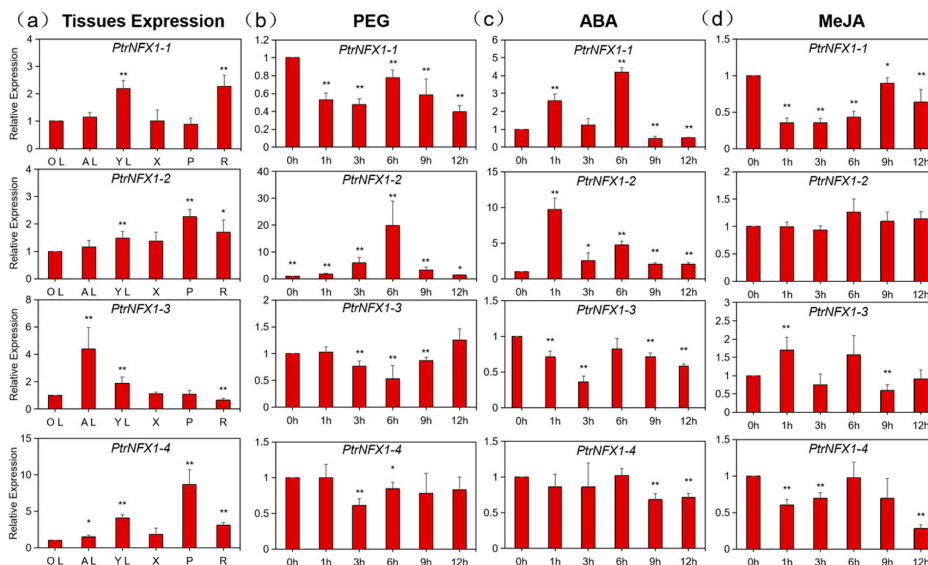 (a) Tissues Expression
PtrNFX1-1
Relative Expression
4
3
2
1
0
OL AL YL X P R
PtrNFX1-2
Relative Expression
4
3
2
1
0
OL AL YL X P R
PtrNFX1-3
Relative Expression
8
6
4
2
0
OL AL YL X P R
PtrNFX1-4
Relative Expression
15
10
5
0
OL AL YL X P R
(b) PEG
PtrNFX1-1
1.2
1
0.8
0.6
0.4
0.2
0
0h 1h 3h 6h 9h 12h
PtrNFX1-2
40
30
20
10
0
0h 1h 3h 6h 9h 12h
PtrNFX1-3
2
1.5
1
0.5
0
0h 1h 3h 6h 9h 12h
PtrNFX1-4
1.5
1
0.5
0
0h 1h 3h 6h 9h 12h
(c) ABA
PtrNFX1-1
6
5
4
3
2
1
0
0h 1h 3h 6h 9h 12h
PtrNFX1-2
15
10
5
0
0h 1h 3h 6h 9h 12h
PtrNFX1-3
1.5
1
0.5
0
0h 1h 3h 6h 9h 12h
PtrNFX1-4
1.5
1
0.5
0
0h 1h 3h 6h 9h 12h
(d) MeJA
PtrNFX1-1
1.5
1
0.5
0
0h 1h 3h 6h 9h 12h
PtrNFX1-2
2
1.5
1
0.5
0
0h 1h 3h 6h 9h 12h
PtrNFX1-3
3
2.5
2
1.5
1
0.5
0
0h 1h 3h 6h 9h 12h
PtrNFX1-4
1.5
1
0.5
0
0h 1h 3h 6h 9h 12h